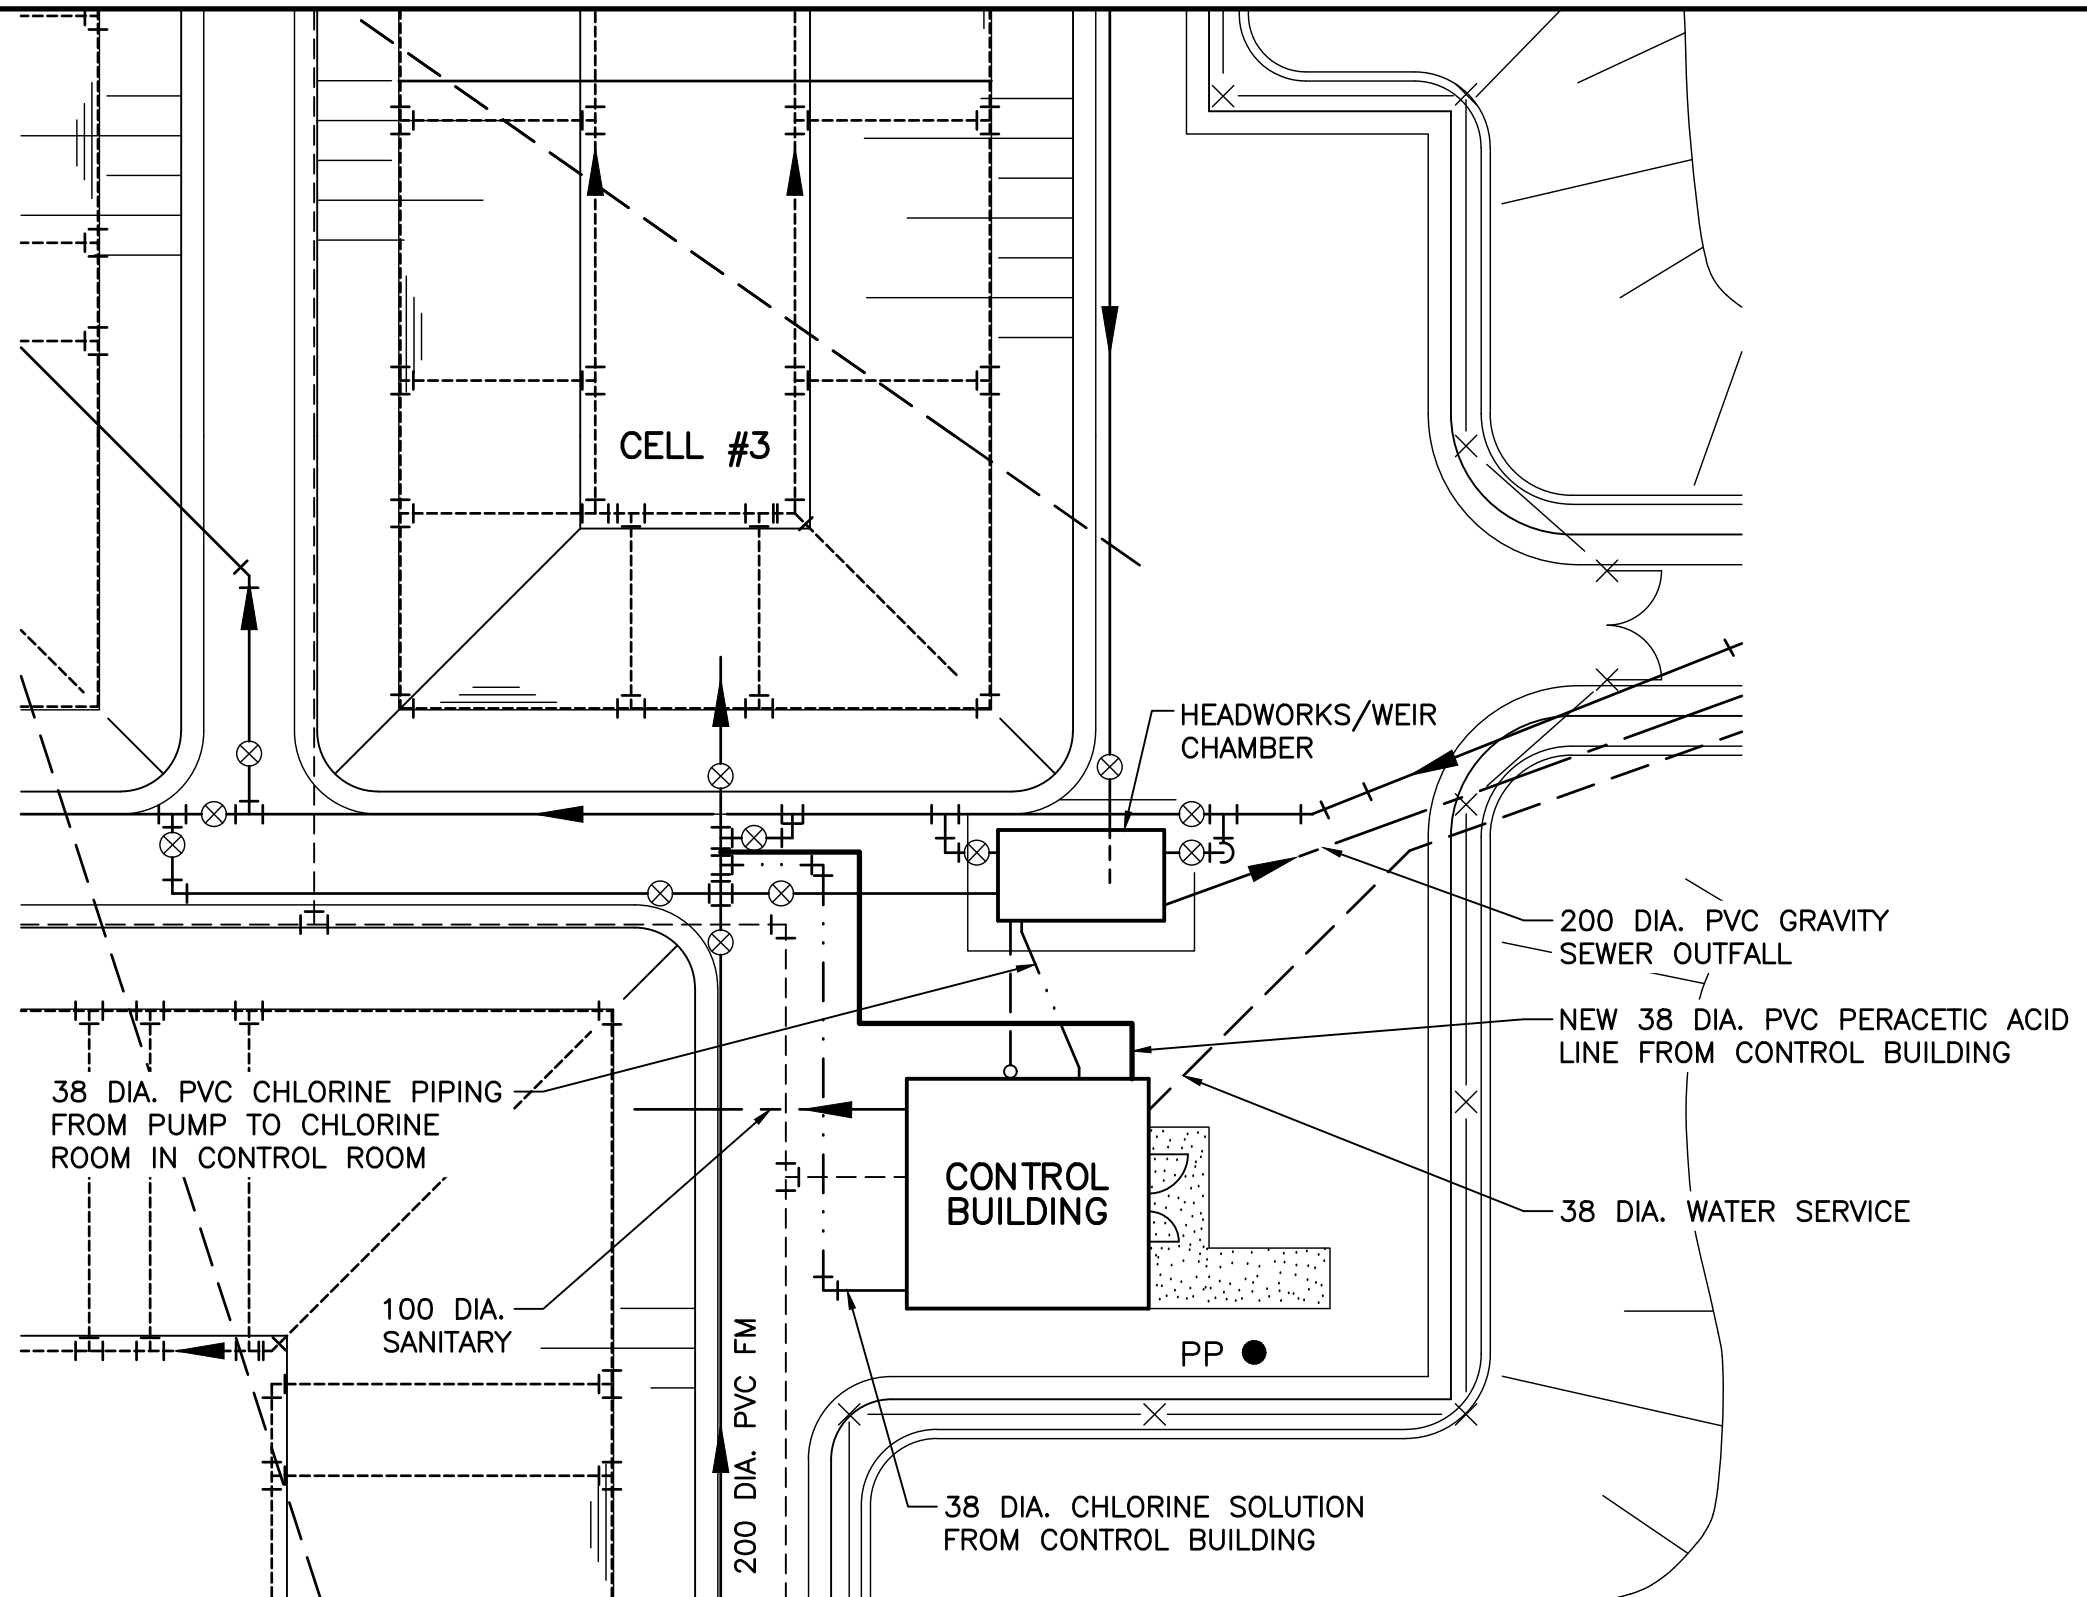 CELL #3
HEADWORKS/WEIR
CHAMBER
200 DIA. PVC GRAVITY
SEWER OUTFALL
NEW 38 DIA. PVC PERACETIC ACID
LINE FROM CONTROL BUILDING
38 DIA. PVC CHLORINE PIPING
FROM PUMP TO CHLORINE
ROOM IN CONTROL ROOM
CONTROL
BUILDING
38 DIA. WATER SERVICE
100 DIA.
SANITARY
200 DIA. PVC FM
PP
38 DIA. CHLORINE SOLUTION
FROM CONTROL BUILDING